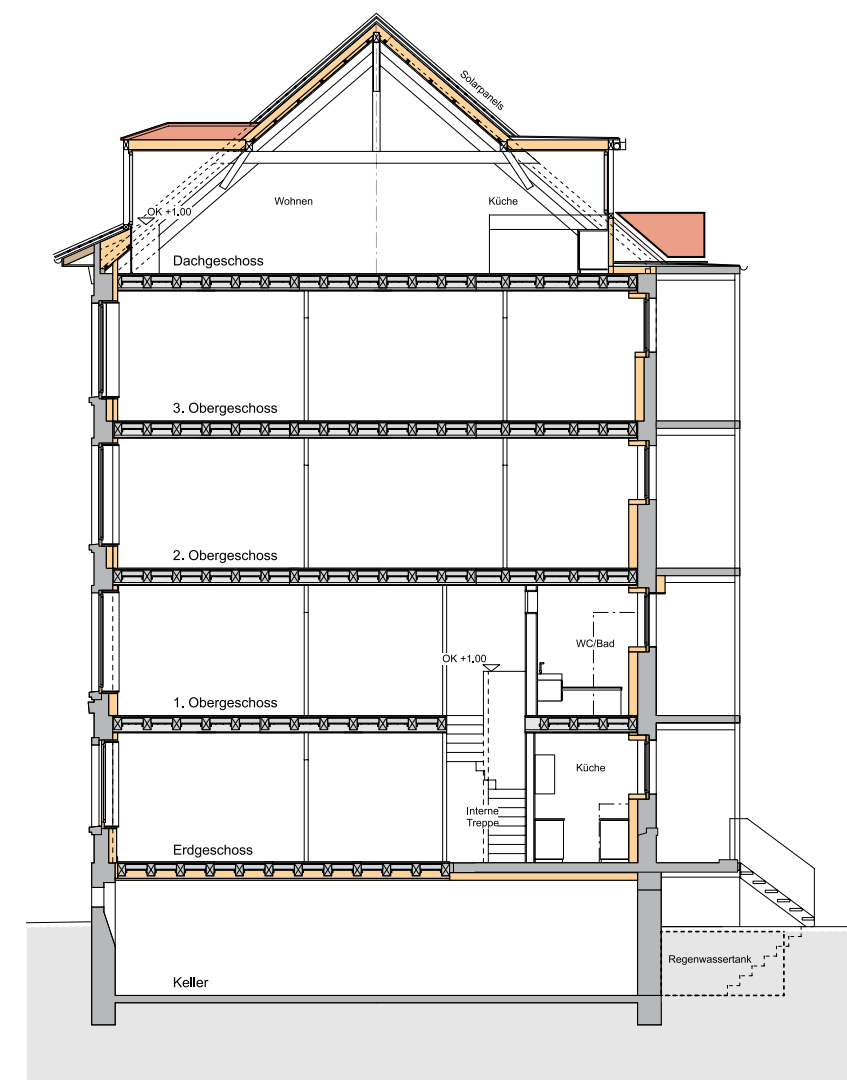 Solarpanels
Wohnen
Küche
OK +1.00
Dachgeschoss
3. Obergeschoss
2. Obergeschoss
WC/Bad
OK +1.00
1. Obergeschoss
Küche
Interne
Treppe
Erdgeschoss
Regenwassertank
Keller